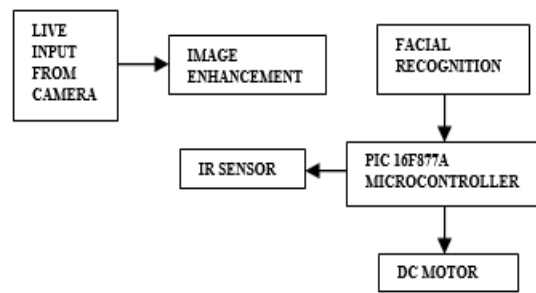 LIVE
INPUT
FROM
CAMERA
IMAGE
ENHANCEMENT
FACIAL
RECOGNITION
IR SENSOR
PIC 16F877A
MICROCONTROLLER
DC MOTOR